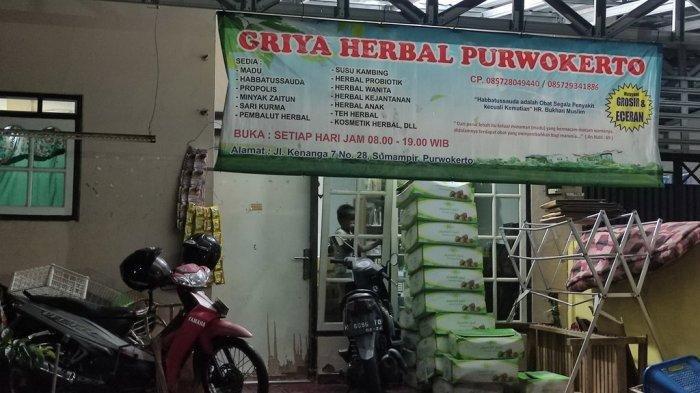 GRIYA HERBAL PURWOKERTO
SEDIA :
- MADU
- HABBATUSSAUDA
- PROPOLIS
- MINYAK ZAITUN
- SARI KURMA
- PEMBALUT HERBAL
- SUSU KAMBING
- HERBAL PROBIOTIK
- HERBAL WANITA
- HERBAL KEJANTANAN
- HERBAL ANAK
- TEH HERBAL
- KOSMETIK HERBAL, DLL
CP. 085728049440 / 085729341886
"Habbatussauda adalah Obat Segala Penyakit
Kecuali Kematian" HR. Bukhari Muslim
Melayani
GROSIR &
ECERAN
BUKA : SETIAP HARI JAM 08.00 - 19.00 WIB
Alamat : Jl. Kenanga 7 No. 28, Sumampir, Purwokerto
YAMAHA